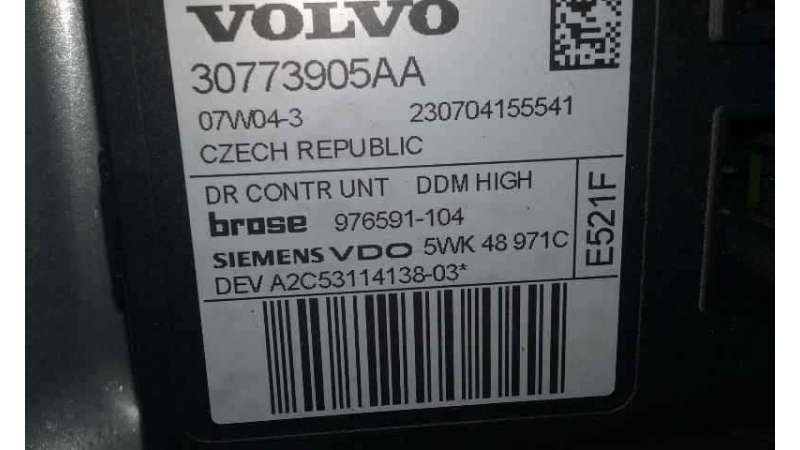 VOLVO
30773905AA
07W04-3 230704155541
CZECH REPUBLIC
DR CONTR UNT DDM HIGH
brose 976591-104
SIEMENS VDO 5WK 48 971C
DEV A2C53114138-03*
E521F